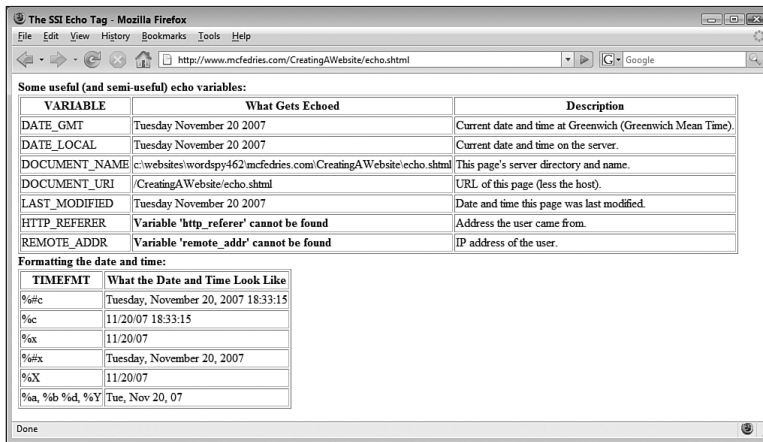 The SSI Echo Tag - Mozilla Firefox
File Edit View History Bookmarks Tools Help
http://www.mcfedries.com/CreatingAWebsite/echo.shtml
G Google
Some useful (and semi-useful) echo variables:
VARIABLE What Gets Echoed Description
DATE_GMT Tuesday November 20 2007 Current date and time at Greenwich (Greenwich Mean Time).
DATE_LOCAL Tuesday November 20 2007 Current date and time on the server.
DOCUMENT_NAME c:\websites\wordspy462\mcfedries.com\CreatingAWebsite\echo.shtml This page's server directory and name.
DOCUMENT_URI /CreatingAWebsite/echo.shtml URL of this page (less the host).
LAST_MODIFIED Tuesday November 20 2007 Date and time this page was last modified.
HTTP_REFERER Variable 'http_referer' cannot be found Address the user came from.
REMOTE_ADDR Variable 'remote_addr' cannot be found IP address of the user.
Formatting the date and time:
TIMEFMT What the Date and Time Look Like
%#c Tuesday, November 20, 2007 18:33:15
%c 11/20/07 18:33:15
%x 11/20/07
%#x Tuesday, November 20, 2007
%X 11/20/07
%a, %b %d, %Y Tue, Nov 20, 07
Done